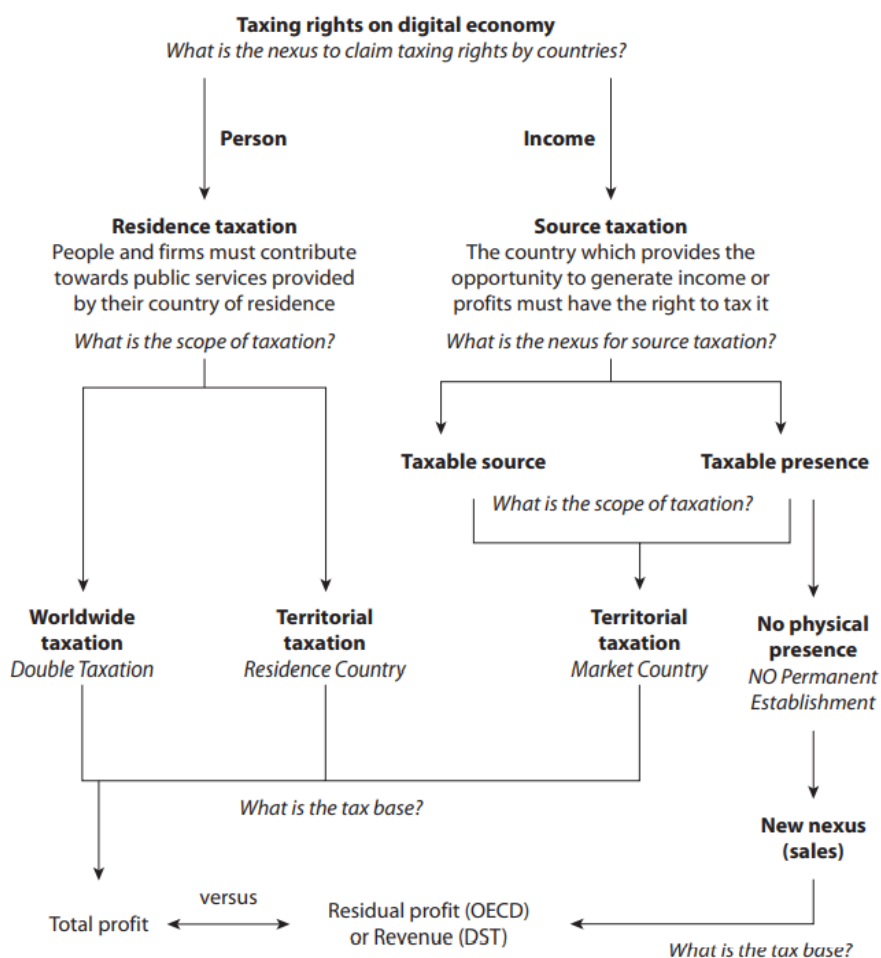 Taxing rights on digital economy
What is the nexus to claim taxing rights by countries?
Person
Income
Residence taxation
People and firms must contribute
towards public services provided
by their country of residence
What is the scope of taxation?
Source taxation
The country which provides the
opportunity to generate income or
profits must have the right to tax it
What is the nexus for source taxation?
Taxable source
Taxable presence
What is the scope of taxation?
Worldwide
taxation
Double Taxation
Territorial
taxation
Residence Country
Territorial
taxation
Market Country
No physical
presence
NO Permanent
Establishment
What is the tax base?
New nexus
(sales)
Total profit
versus
Residual profit (OECD)
or Revenue (DST)
What is the tax base?